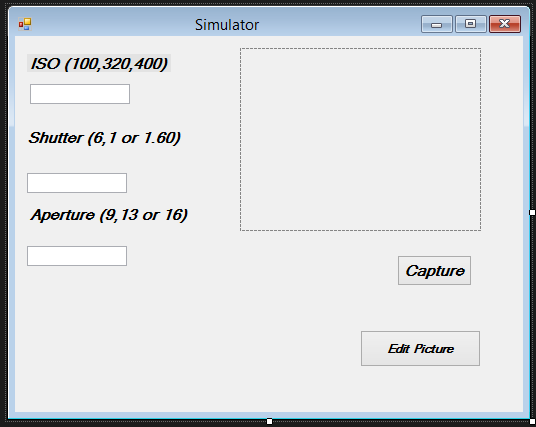 Simulator
ISO (100,320,400)
Shutter (6,1 or 1.60)
Aperture (9,13 or 16)
Capture
Edit Picture